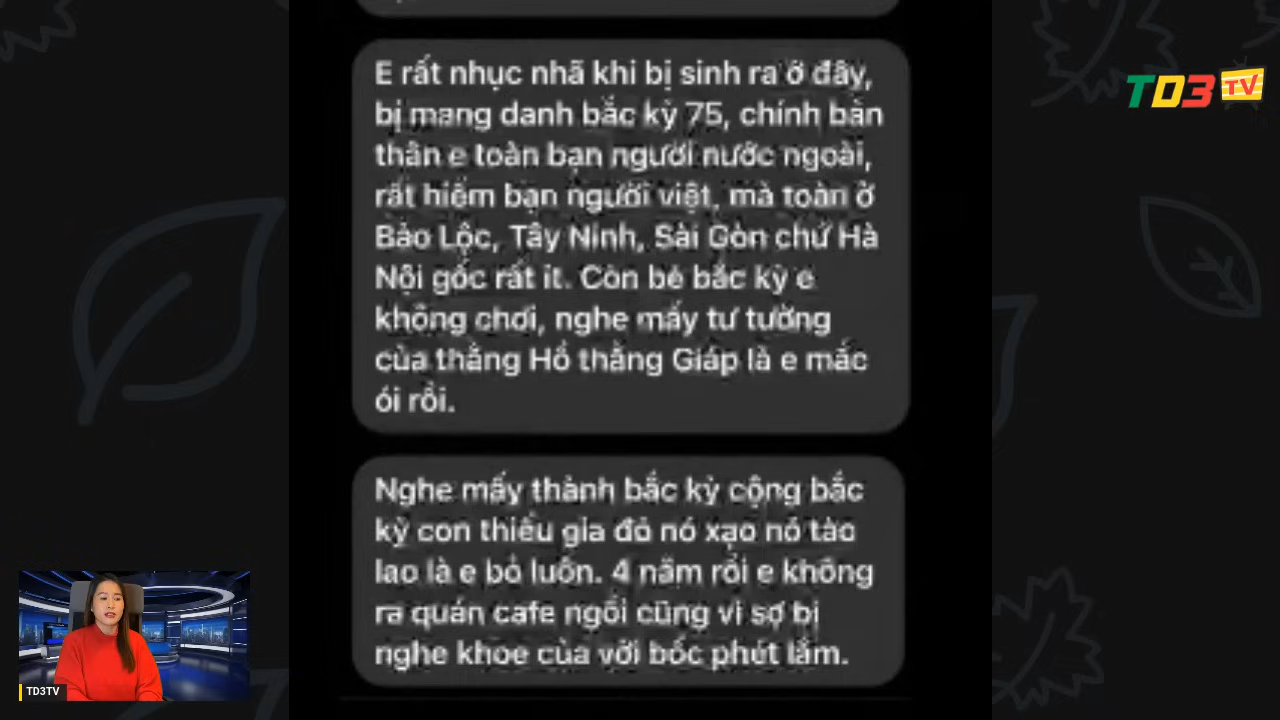 E rất nhục nhã khi bị sinh ra ở đây,
bị mang danh bắc kỳ 75, chính bản
thân e toàn bạn người nước ngoài,
rất hiếm bạn người việt, mà toàn ở
Bảo Lộc, Tây Ninh, Sài Gòn chứ Hà
Nội gốc rất ít. Còn bè bắc kỳ e
không chơi, nghe mấy tư tưởng
của thằng Hồ thằng Giáp là e mắc
ói rồi.
Nghe mấy thành bắc kỳ cộng bắc
kỳ con thiếu gia đỏ nó xạo nó tào
lao là e bỏ luôn. 4 năm rồi e không
ra quán cafe ngồi cũng vì sợ bị
nghe khoe của với bốc phét lắm.
TD3 TV
TD3TV